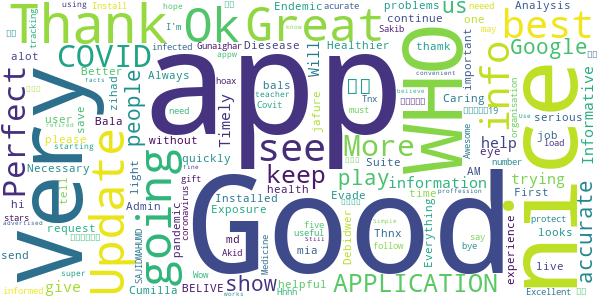 Thank Ok Great us best
COVID Endemic problems Install Analysis
I'm continue one may
using hope acurate
tracking infected Gunaighar Diesease Healthier thamk Sakib Google
Better Always hoax appw Will Caring important Informative
alot zihad Covit bals Tnx believe convenient
Perfect people teacher jafure must organisation
very user Bala Timely info nice
facts save without need
starting please Necessary quickly Suite AM eye Use serious
tell light gift fine see More WHO Awesome number job load
hi Admin Installed keep play information First trying
stars request pandemic coronavirus Exposure health Evade time experience accurate
advertised Update going app Good
send md Thnx Everything looks protect
SAJIDMAHUMD Akid Medicine mia five useful Still Debiower follow Simple proffession live
super Cumilla Wow helpful say bye
informed give BELIVE show APPLICATION Excellent
works Hhhh